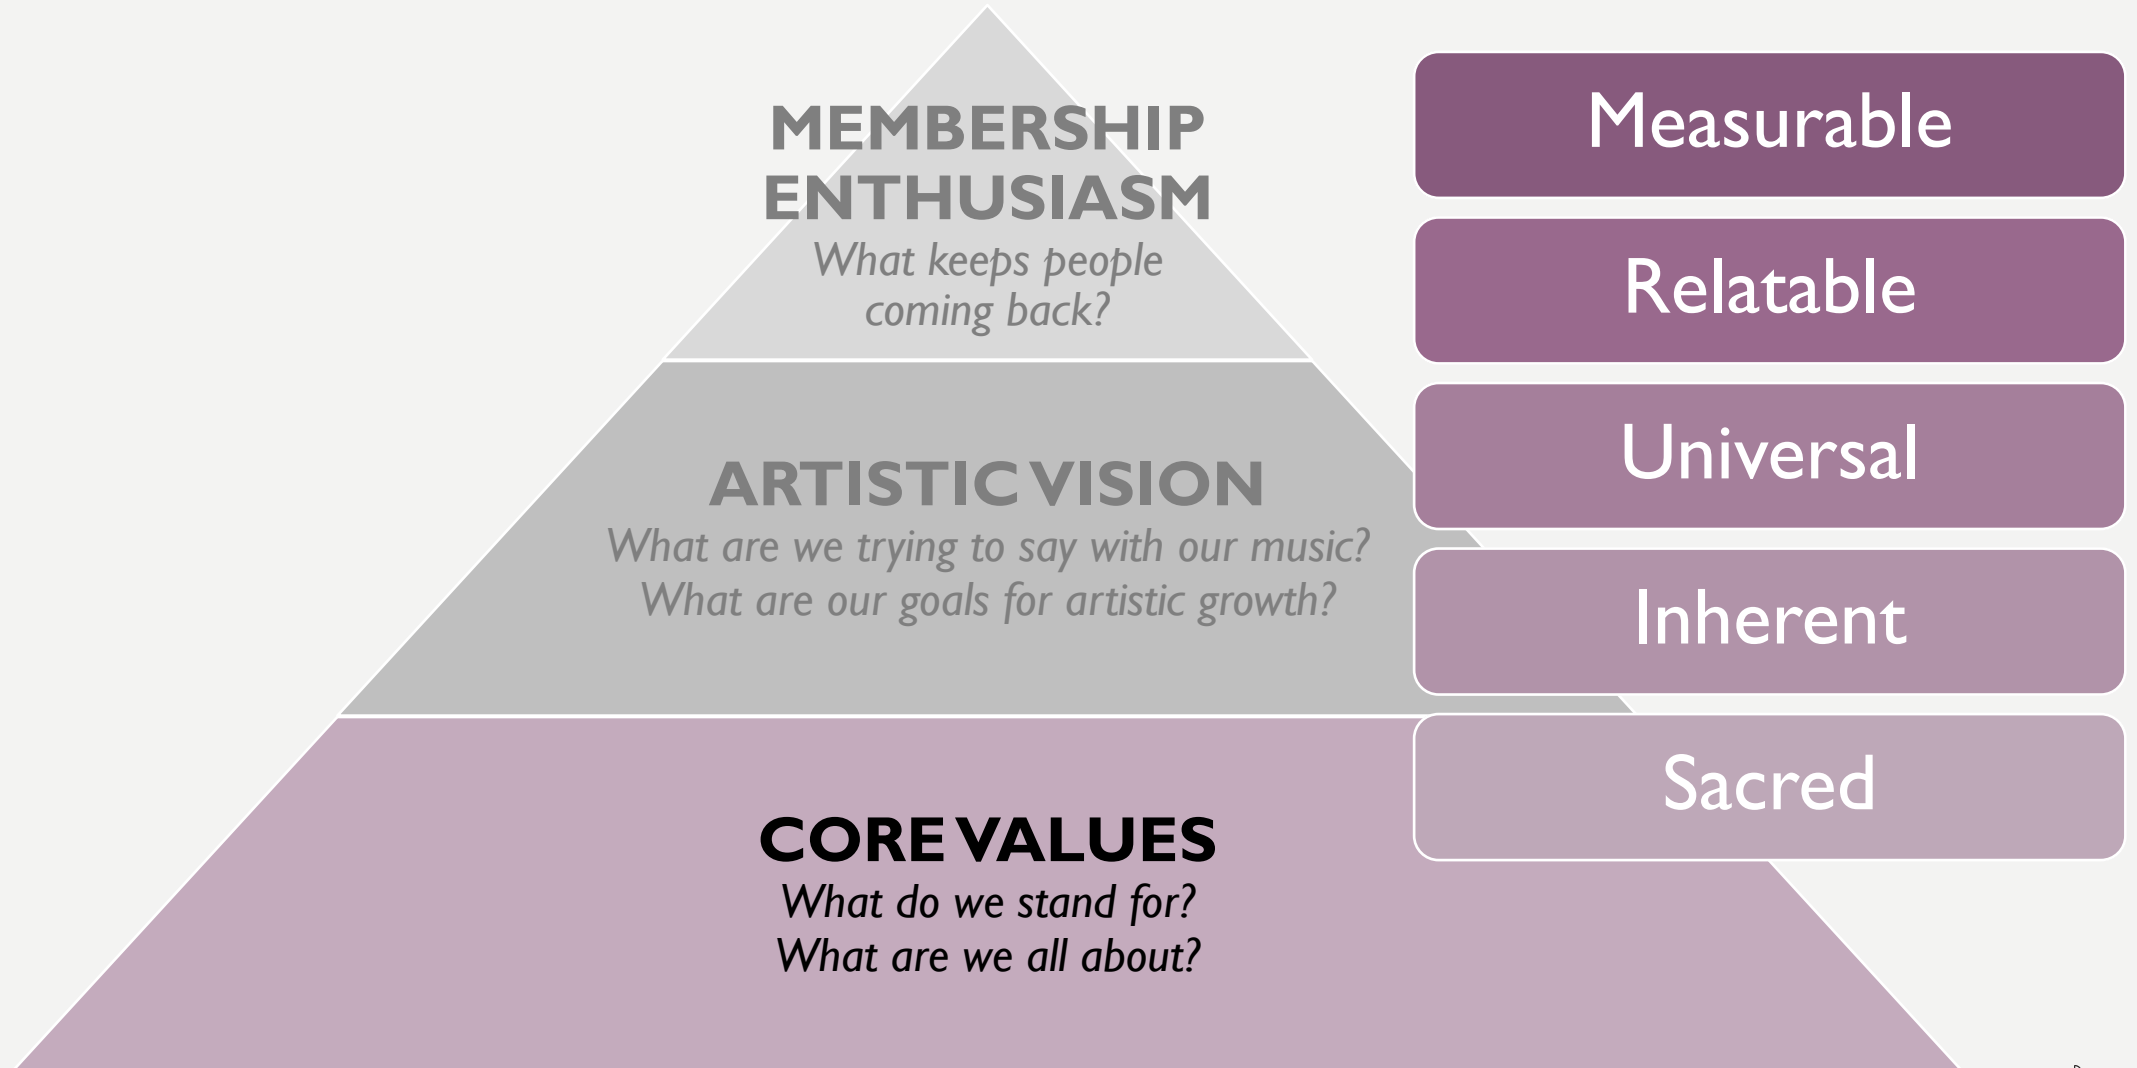 MEMBERSHIP
ENTHUSIASM
What keeps people
coming back?
ARTISTIC VISION
What are we trying to say with our music?
What are our goals for artistic growth?
CORE VALUES
What do we stand for?
What are we all about?
Measurable
Relatable
Universal
Inherent
Sacred